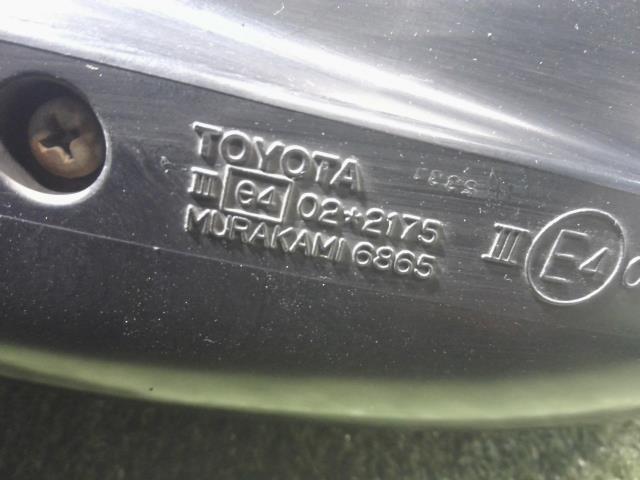 TOYOTA
III e4 02*2175
MURAKAMI 6865
III E4